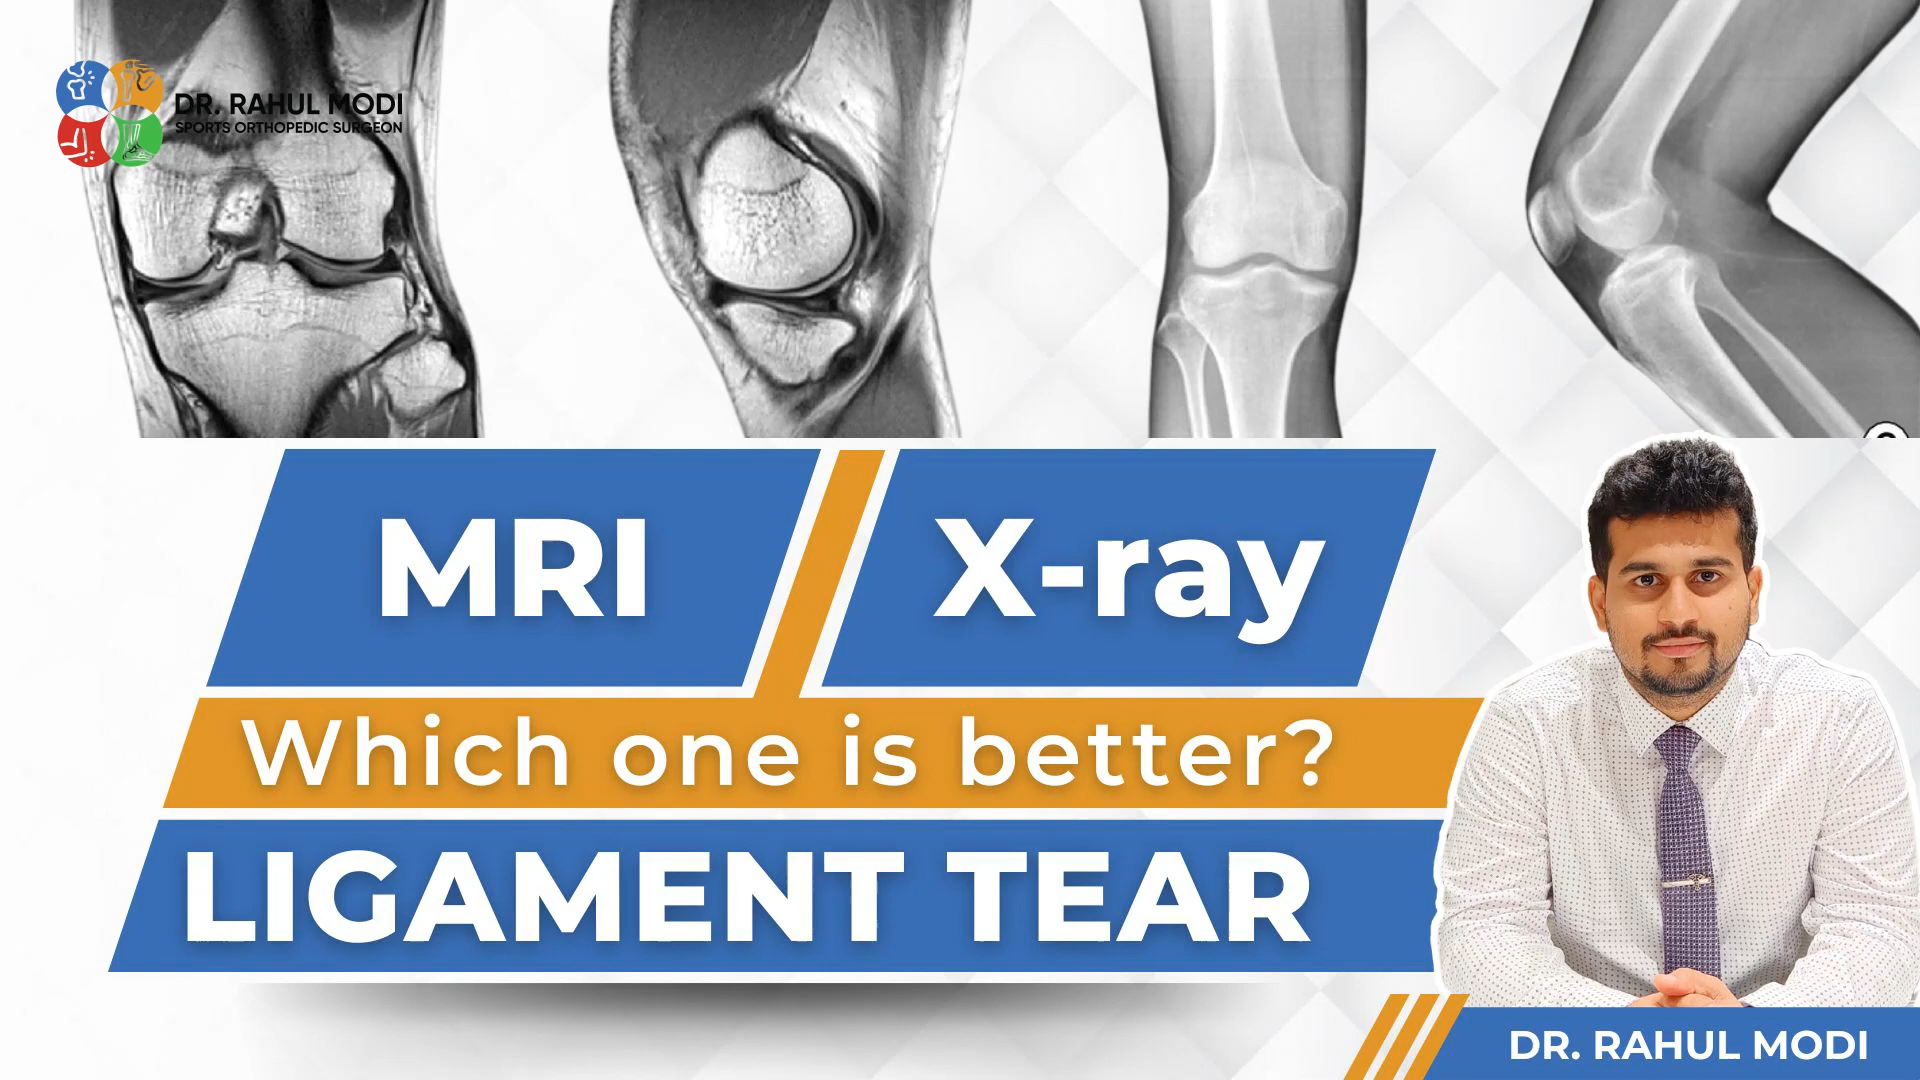 DR. RAHUL MODI
SPORTS ORTHOPEDIC SURGEON
MRI
X-ray
Which one is better?
LIGAMENT TEAR
DR. RAHUL MODI